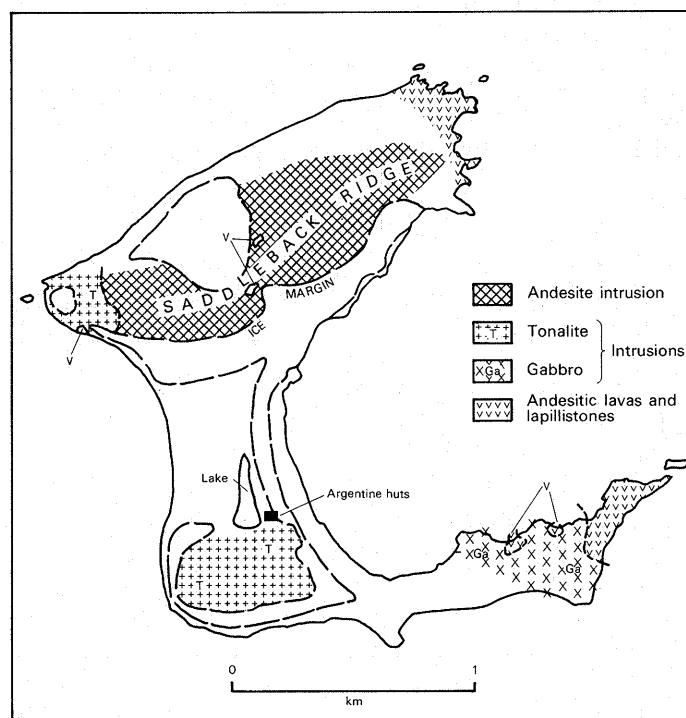 SADDLEBACK RIDGE
V
T
ICE MARGIN
V
Andesite intrusion
T Tonalite
Intrusions
Ga Gabbro
Andesitic lavas and
lapillistones
Lake
Argentine huts
V
T
T
Ga
Ga
0 1
km